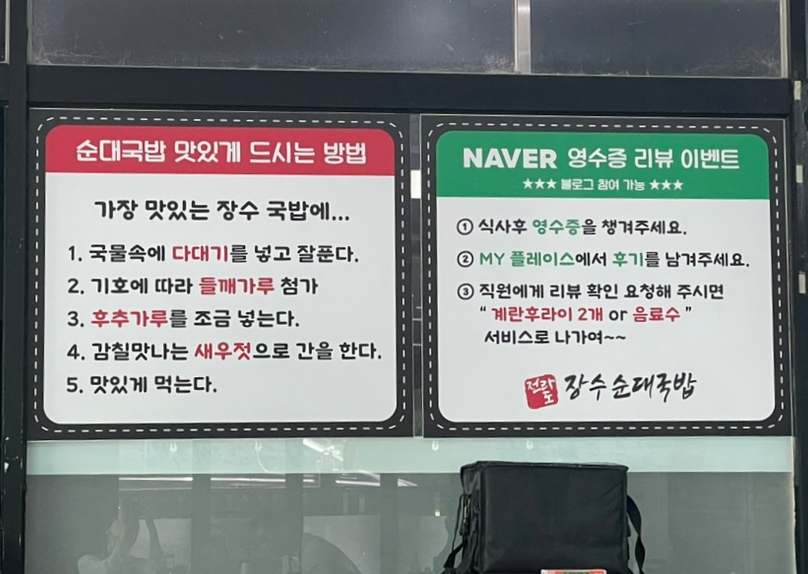 순대국밥 맛있게 드시는 방법
가장 맛있는 장수 국밥에...
1. 국물속에 다대기를 넣고 잘푼다.
2. 기호에 따라 들깨가루 첨가
3. 후추가루를 조금 넣는다.
4. 감칠맛나는 새우젓으로 간을 한다.
5. 맛있게 먹는다.
NAVER 영수증 리뷰 이벤트
★★★ 블로그 참여 가능 ★★★
① 식사후 영수증을 챙겨주세요.
② MY 플레이스에서 후기를 남겨주세요.
③ 직원에게 리뷰 확인 요청해 주시면
“ 계란후라이 2개 or 음료수 ”
서비스로 나가여~~
전라도 장수 순대국밥